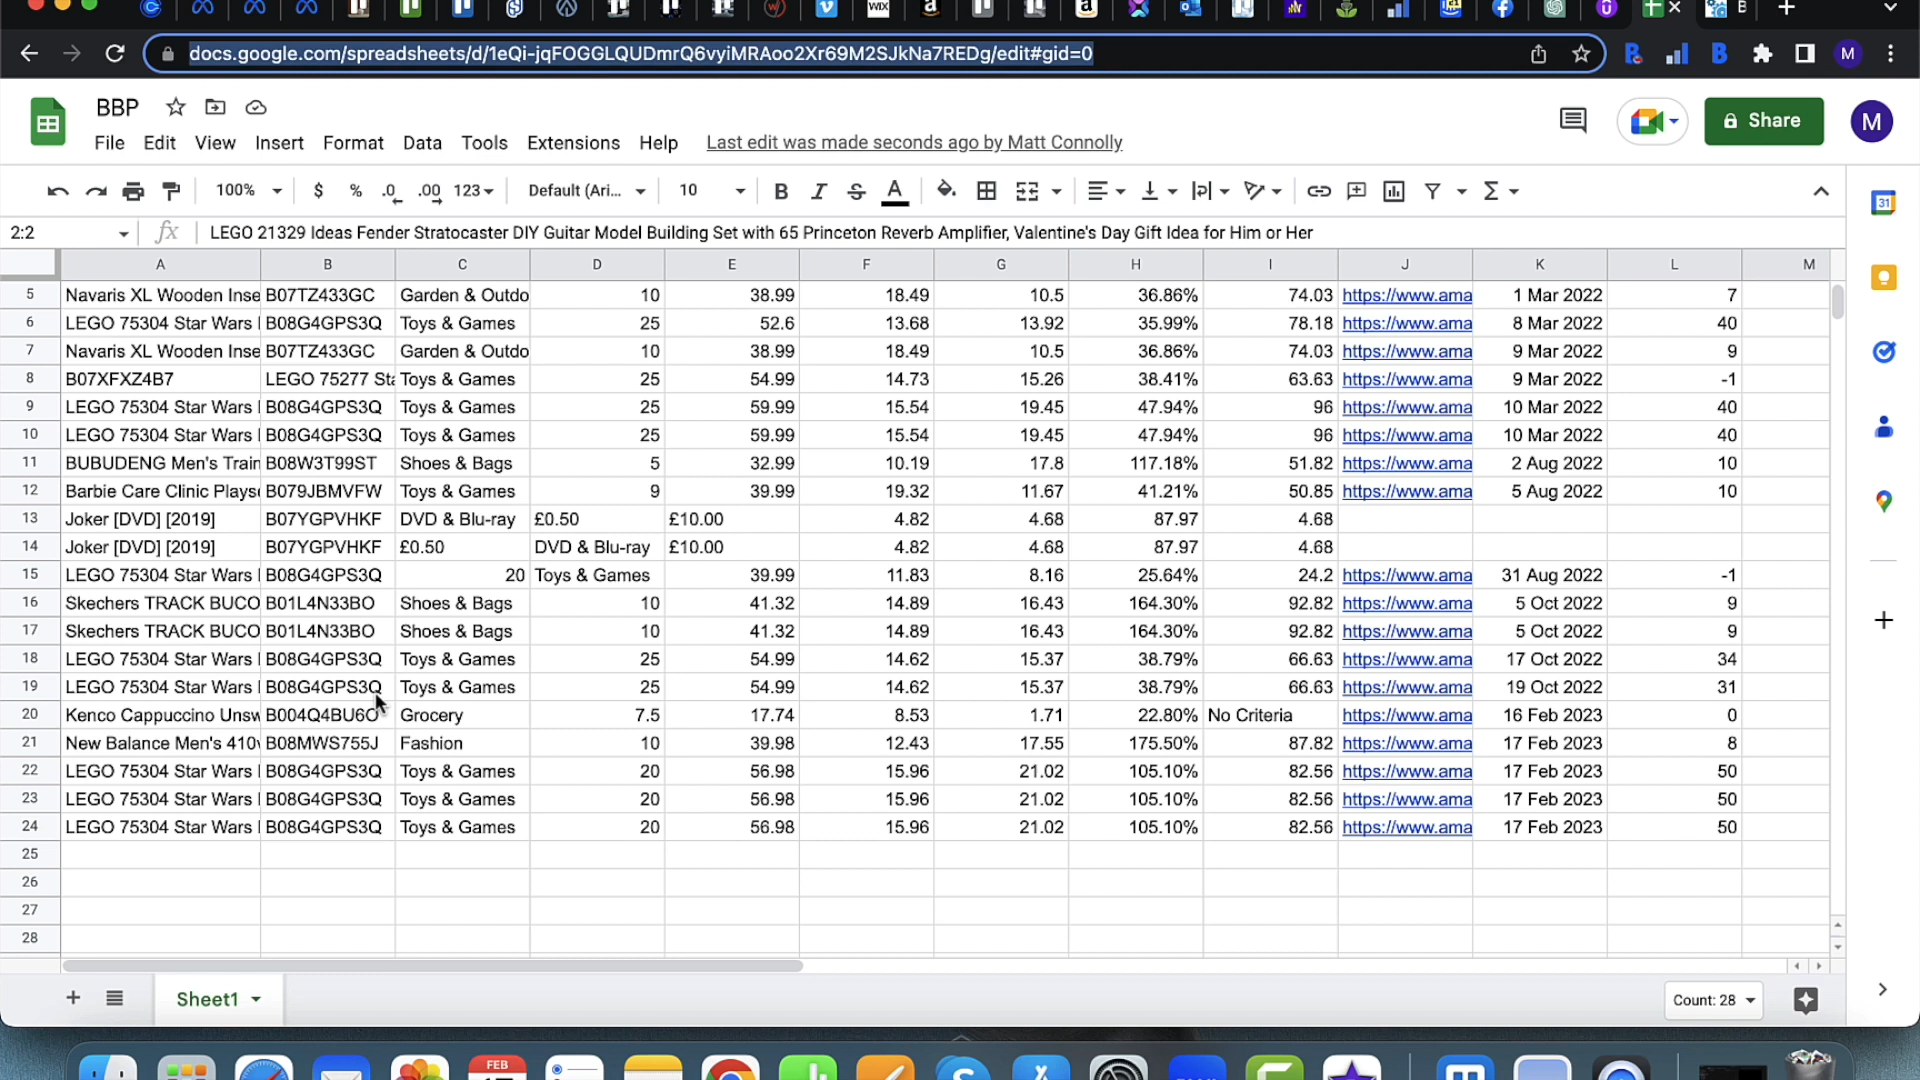 WIX
a
a
B
docs.google.com/spreadsheets/d/1eQi-jqFOGGLQUDmrQ6vyiMRAoo2Xr69M2SJkNa7REDg/edit#gid=0
M
BBP
File Edit View Insert Format Data Tools Extensions Help Last edit was made seconds ago by Matt Connolly
Share
M
100% $ % .0 .00 123 Default (Ari... 10 B I S A
31
2:2 fx LEGO 21329 Ideas Fender Stratocaster DIY Guitar Model Building Set with 65 Princeton Reverb Amplifier, Valentine's Day Gift Idea for Him or Her
A B C D E F G H I J K L M
5 Navaris XL Wooden Inse B07TZ433GC Garden & Outdo 10 38.99 18.49 10.5 36.86% 74.03 https://www.ama 1 Mar 2022 7
6 LEGO 75304 Star Wars B08G4GPS3Q Toys & Games 25 52.6 13.68 13.92 35.99% 78.18 https://www.ama 8 Mar 2022 40
7 Navaris XL Wooden Inse B07TZ433GC Garden & Outdo 10 38.99 18.49 10.5 36.86% 74.03 https://www.ama 9 Mar 2022 9
8 B07XFXZ4B7 LEGO 75277 Sta Toys & Games 25 54.99 14.73 15.26 38.41% 63.63 https://www.ama 9 Mar 2022 -1
9 LEGO 75304 Star Wars B08G4GPS3Q Toys & Games 25 59.99 15.54 19.45 47.94% 96 https://www.ama 10 Mar 2022 40
10 LEGO 75304 Star Wars B08G4GPS3Q Toys & Games 25 59.99 15.54 19.45 47.94% 96 https://www.ama 10 Mar 2022 40
11 BUBUDENG Men's Train B08W3T99ST Shoes & Bags 5 32.99 10.19 17.8 117.18% 51.82 https://www.ama 2 Aug 2022 10
12 Barbie Care Clinic Playse B079JBMVFW Toys & Games 9 39.99 19.32 11.67 41.21% 50.85 https://www.ama 5 Aug 2022 10
13 Joker [DVD] [2019] B07YGPVHKF DVD & Blu-ray £0.50 £10.00 4.82 4.68 87.97 4.68
14 Joker [DVD] [2019] B07YGPVHKF £0.50 DVD & Blu-ray £10.00 4.82 4.68 87.97 4.68
15 LEGO 75304 Star Wars B08G4GPS3Q 20 Toys & Games 39.99 11.83 8.16 25.64% 24.2 https://www.ama 31 Aug 2022 -1
16 Skechers TRACK BUCO B01L4N33BO Shoes & Bags 10 41.32 14.89 16.43 164.30% 92.82 https://www.ama 5 Oct 2022 9
17 Skechers TRACK BUCO B01L4N33BO Shoes & Bags 10 41.32 14.89 16.43 164.30% 92.82 https://www.ama 5 Oct 2022 9
18 LEGO 75304 Star Wars B08G4GPS3Q Toys & Games 25 54.99 14.62 15.37 38.79% 66.63 https://www.ama 17 Oct 2022 34
19 LEGO 75304 Star Wars B08G4GPS3Q Toys & Games 25 54.99 14.62 15.37 38.79% 66.63 https://www.ama 19 Oct 2022 31
20 Kenco Cappuccino Unsw B004Q4BU6O Grocery 7.5 17.74 8.53 1.71 22.80% No Criteria https://www.ama 16 Feb 2023 0
21 New Balance Men's 410v B08MWS755J Fashion 10 39.98 12.43 17.55 175.50% 87.82 https://www.ama 17 Feb 2023 8
22 LEGO 75304 Star Wars B08G4GPS3Q Toys & Games 20 56.98 15.96 21.02 105.10% 82.56 https://www.ama 17 Feb 2023 50
23 LEGO 75304 Star Wars B08G4GPS3Q Toys & Games 20 56.98 15.96 21.02 105.10% 82.56 https://www.ama 17 Feb 2023 50
24 LEGO 75304 Star Wars B08G4GPS3Q Toys & Games 20 56.98 15.96 21.02 105.10% 82.56 https://www.ama 17 Feb 2023 50
25
26
27
28
Sheet1
Count: 28
FEB